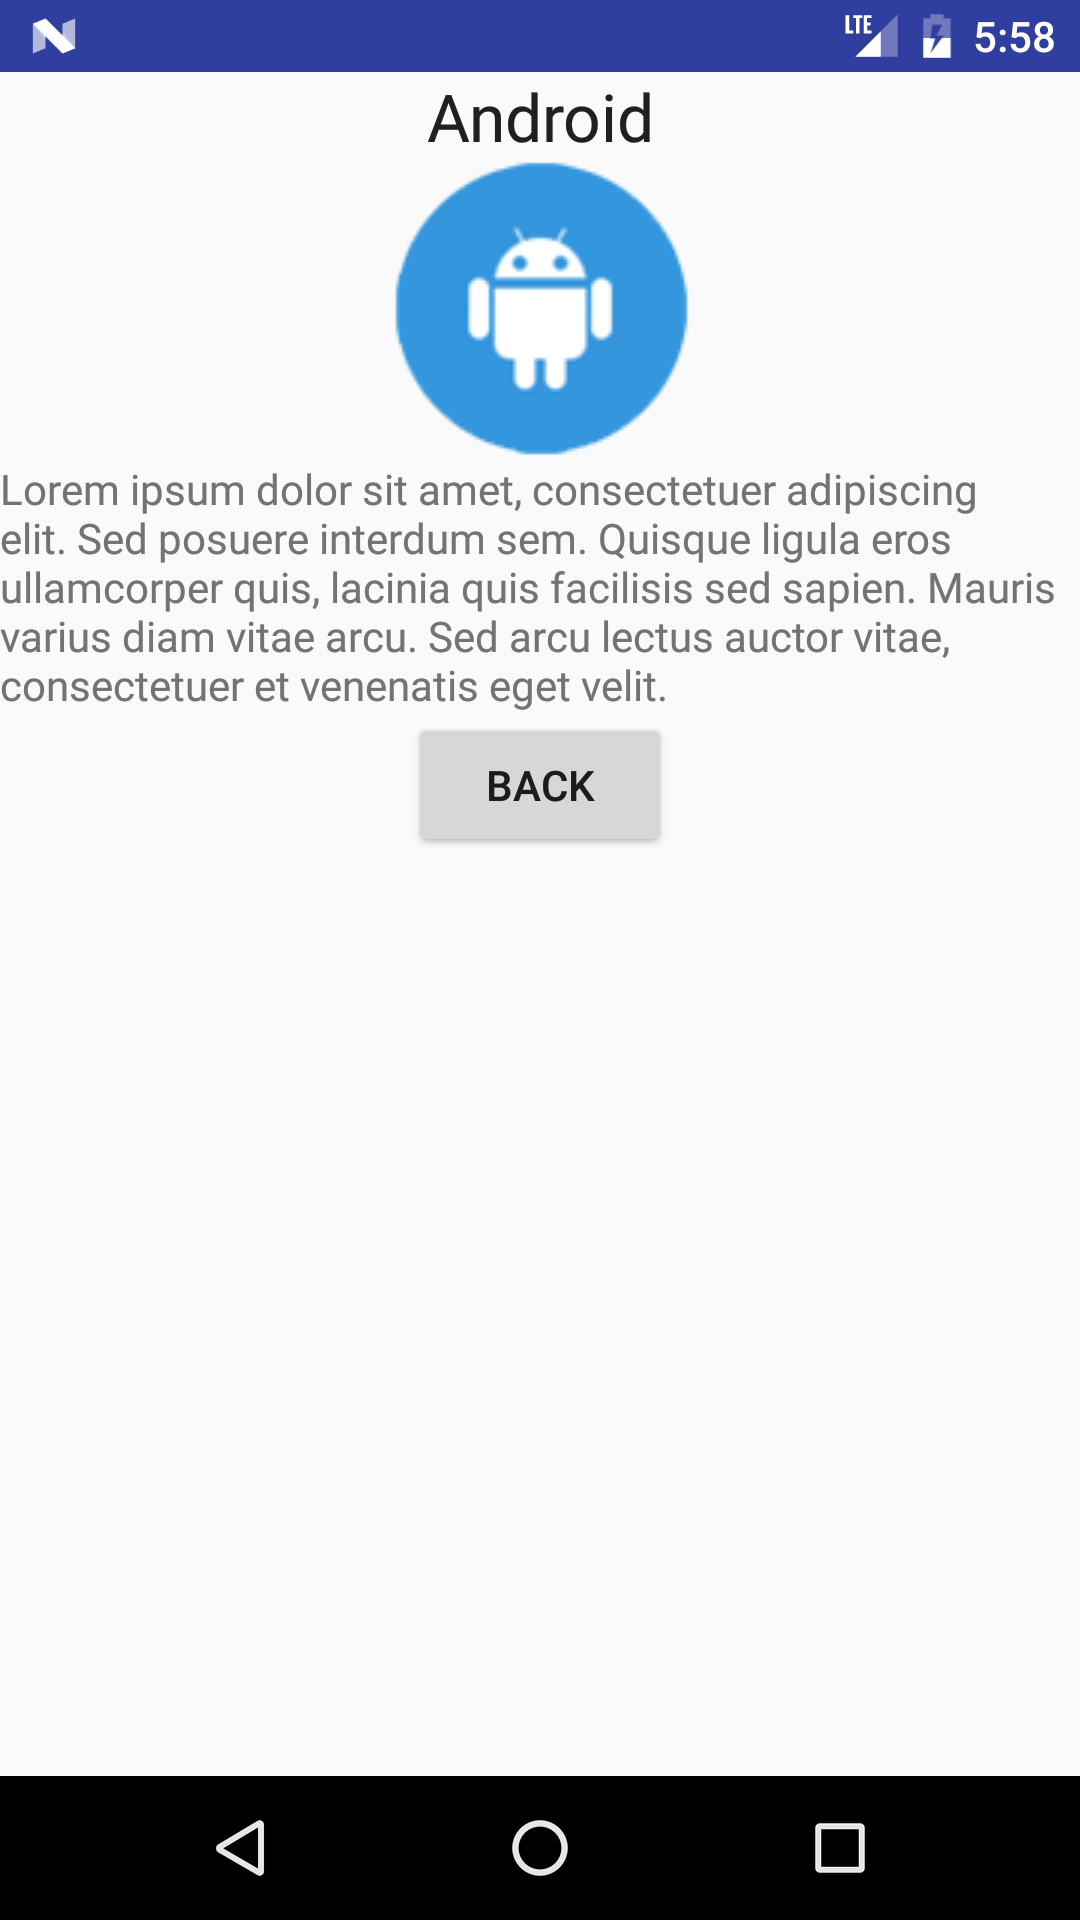 LTE 5:58
Android
Lorem ipsum dolor sit amet, consectetuer adipiscing
elit. Sed posuere interdum sem. Quisque ligula eros
ullamcorper quis, lacinia quis facilisis sed sapien. Mauris
varius diam vitae arcu. Sed arcu lectus auctor vitae,
consectetuer et venenatis eget velit.
BACK